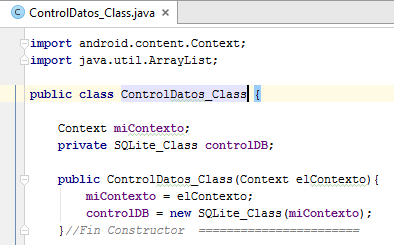 ControlDatos_Class.java
import android.content.Context;
import java.util.ArrayList;
public class ControlDatos_Class {
Context miContexto;
private SQLite_Class controlDB;
public ControlDatos_Class(Context elContexto){
miContexto = elContexto;
controlDB = new SQLite_Class(miContexto);
}//Fin Constructor =======================